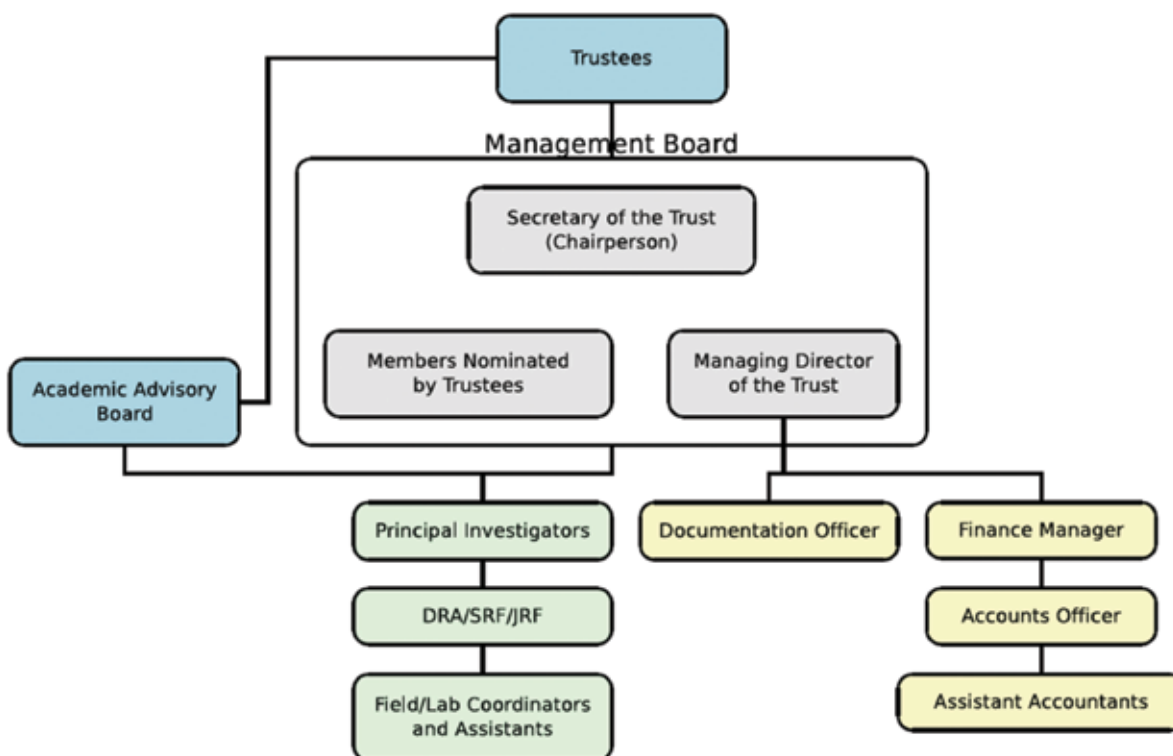 Trustees
Management Board
Secretary of the Trust
(Chairperson)
Members Nominated
by Trustees
Managing Director
of the Trust
Academic Advisory
Board
Principal Investigators
Documentation Officer
Finance Manager
DRA/SRF/JRF
Accounts Officer
Field/Lab Coordinators
and Assistants
Assistant Accountants